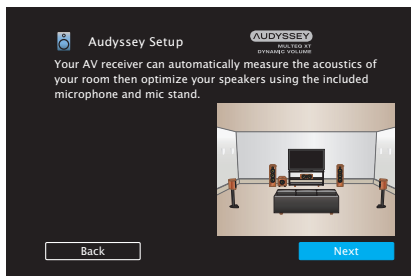 Audyssey Setup
AUDYSSEY
MULTEQ XT
DYNAMIC VOLUME
Your AV receiver can automatically measure the acoustics of
your room then optimize your speakers using the included
microphone and mic stand.
Back
Next